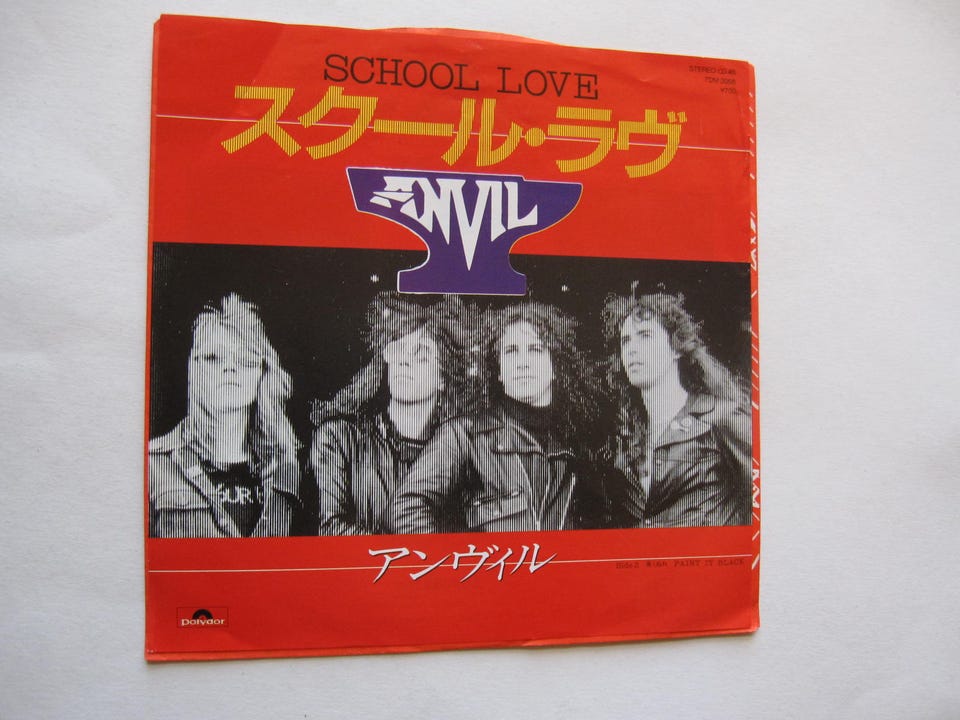 SCHOOL LOVE
STEREO
¥700
スクール・ラヴ
ANVIL
アンヴィル
PAINT IT BLACK
polydor